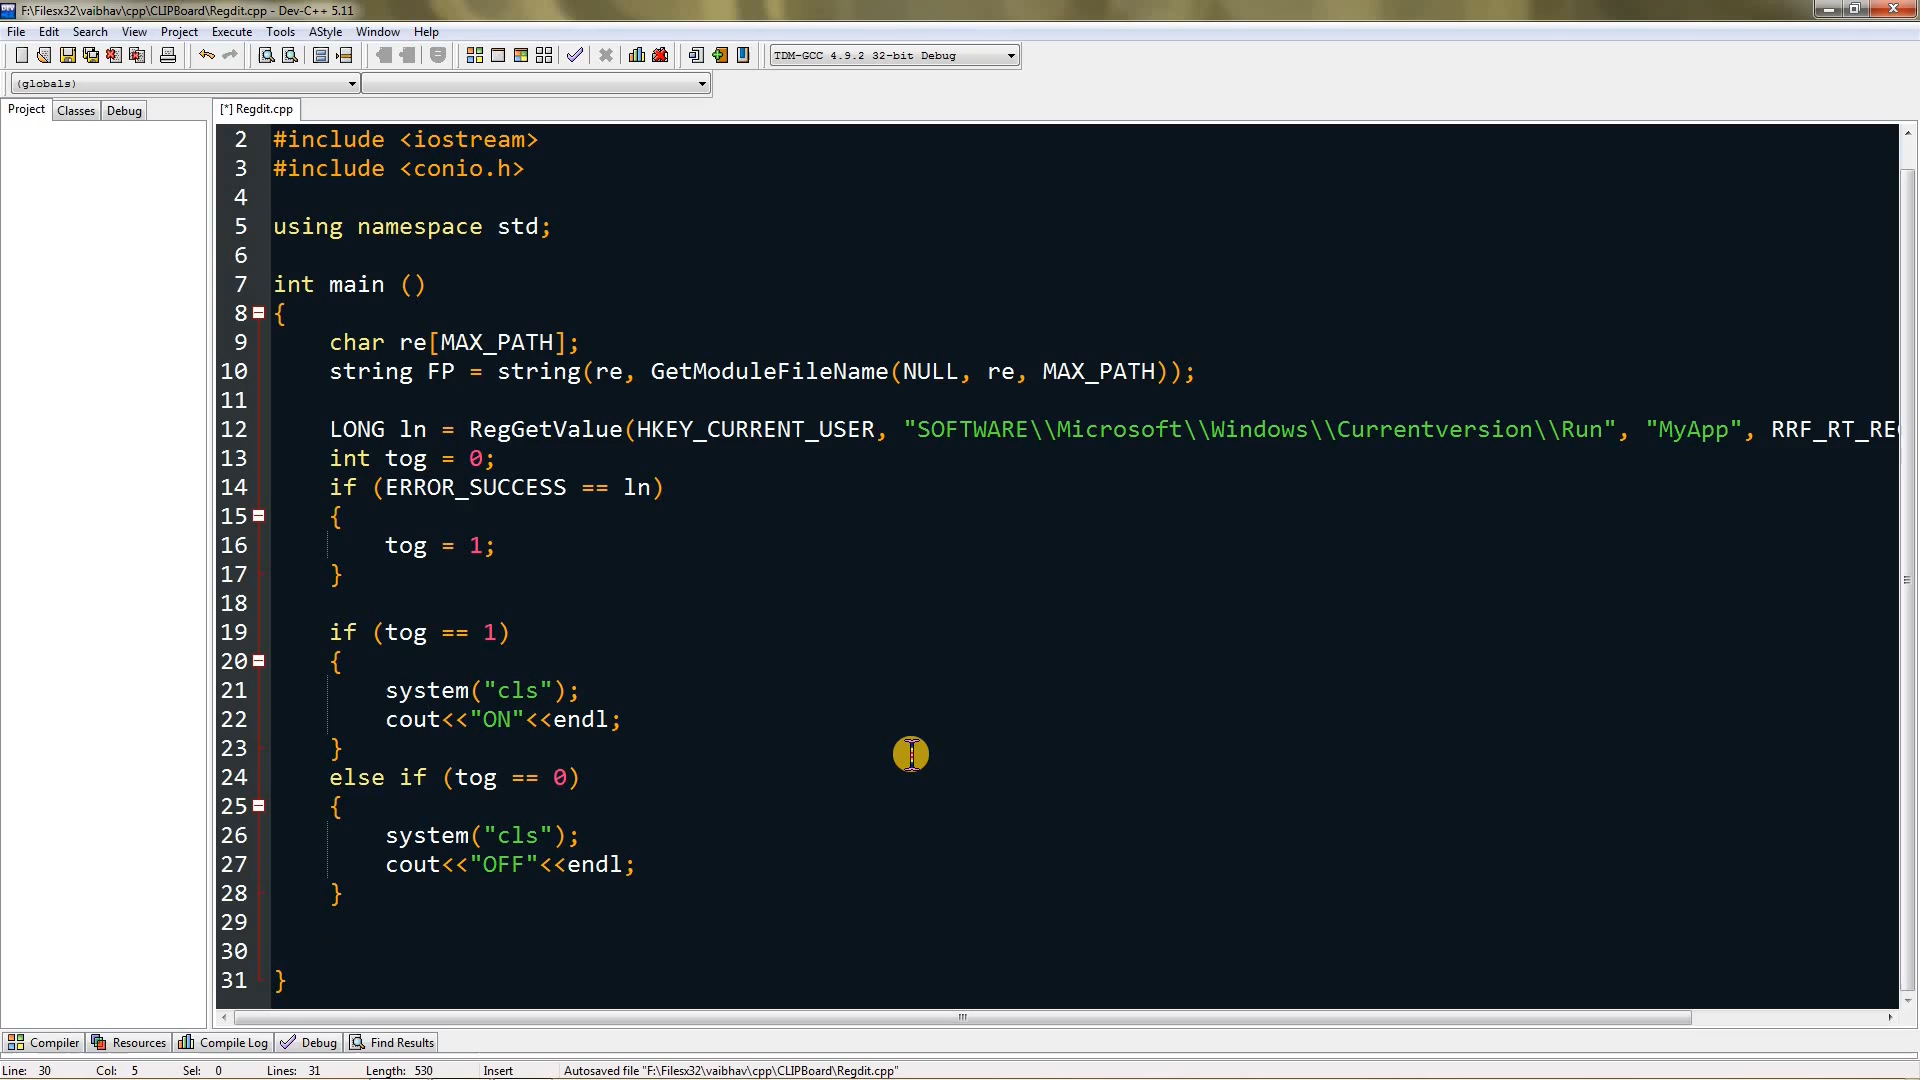 F:\Filesx32\vaibhav\cpp\CLIPBoard\Regdit.cpp - Dev-C++ 5.11
File Edit Search View Project Execute Tools AStyle Window Help
TDM-GCC 4.9.2 32-bit Debug
(globals)
Project Classes Debug [*] Regdit.cpp
2 #include <iostream>
3 #include <conio.h>
4
5 using namespace std;
6
7 int main ()
8 {
9 char re[MAX_PATH];
10 string FP = string(re, GetModuleFileName(NULL, re, MAX_PATH));
11
12 LONG ln = RegGetValue(HKEY_CURRENT_USER, "SOFTWARE\\Microsoft\\Windows\\Currentversion\\Run", "MyApp", RRF_RT_REG
13 int tog = 0;
14 if (ERROR_SUCCESS == ln)
15 {
16 tog = 1;
17 }
18
19 if (tog == 1)
20 {
21 system("cls");
22 cout<<"ON"<<endl;
23 }
24 else if (tog == 0)
25 {
26 system("cls");
27 cout<<"OFF"<<endl;
28 }
29
30
31 }
Compiler Resources Compile Log Debug Find Results
Line: 30 Col: 5 Sel: 0 Lines: 31 Length: 530 Insert Autosaved file "F:\Filesx32\vaibhav\cpp\CLIPBoard\Regdit.cpp"